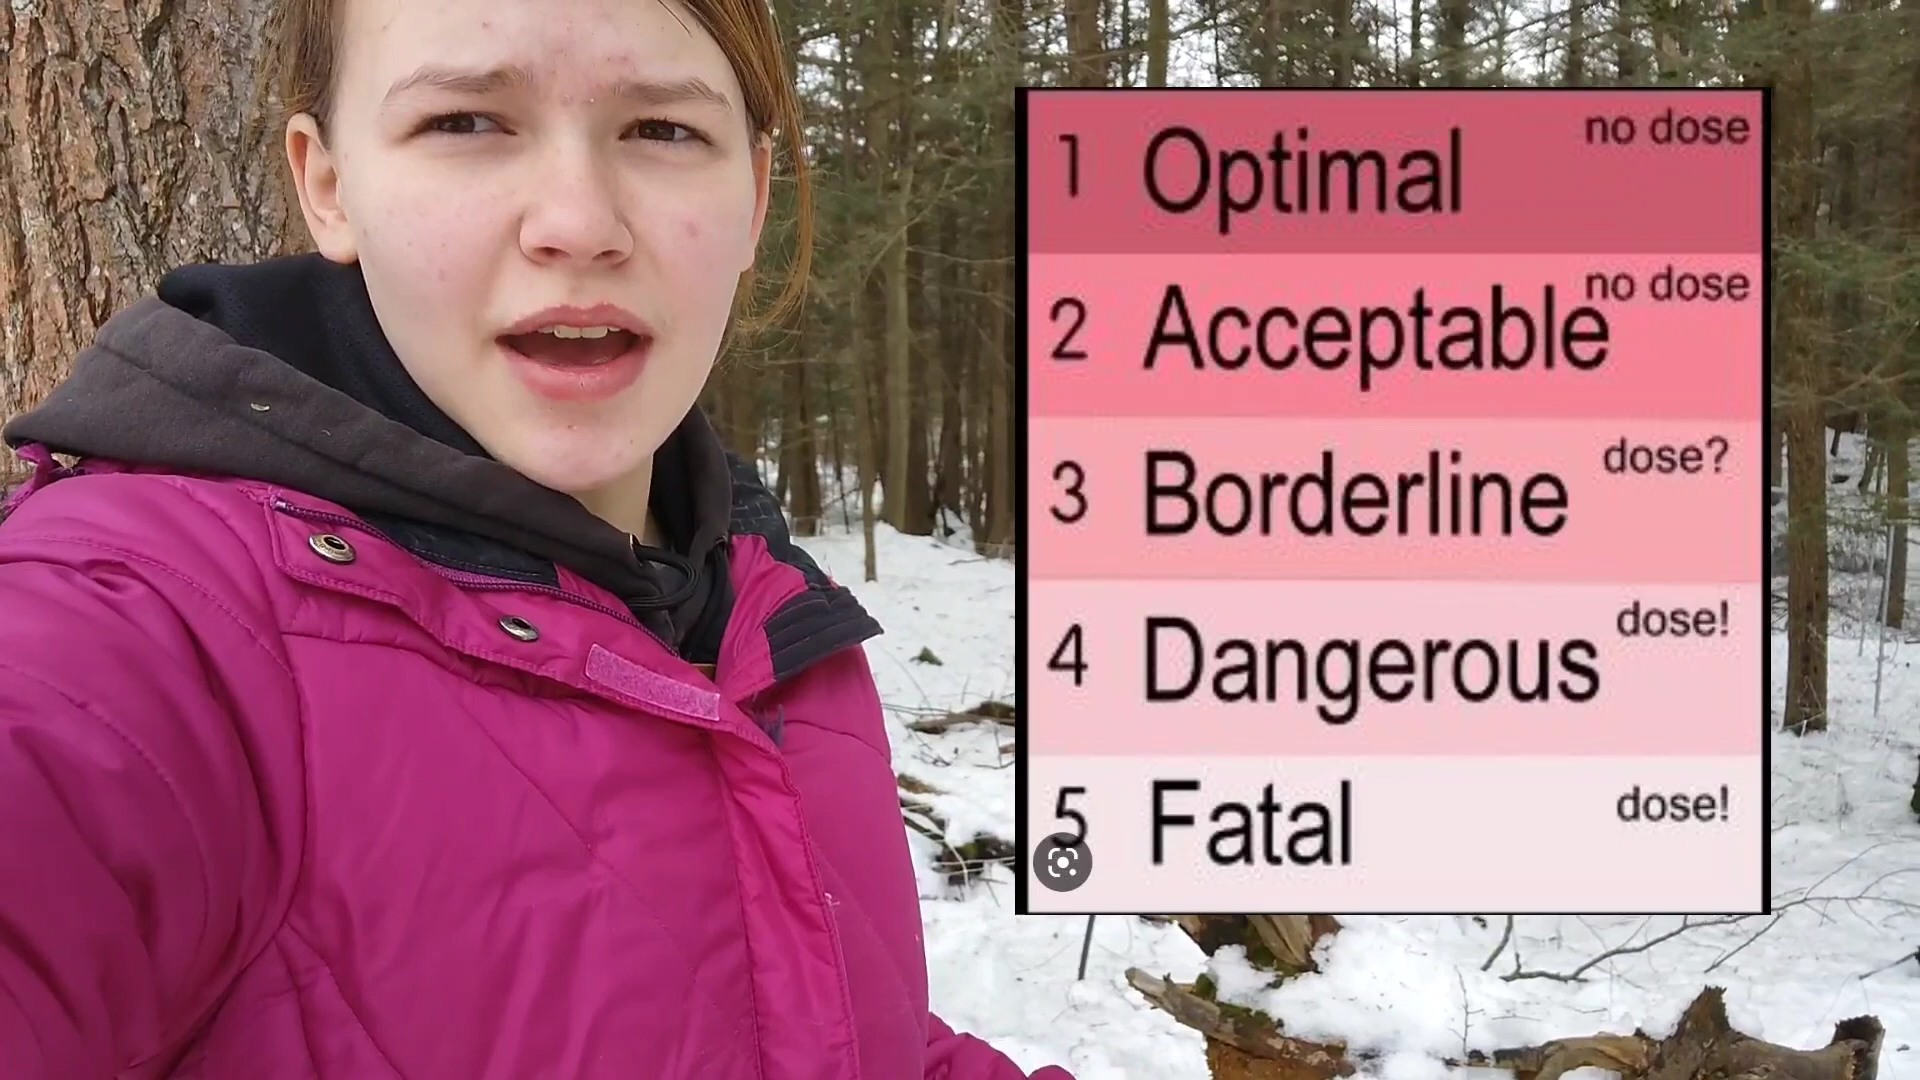 1 Optimal no dose
2 Acceptable no dose
3 Borderline dose?
4 Dangerous dose!
5 Fatal dose!